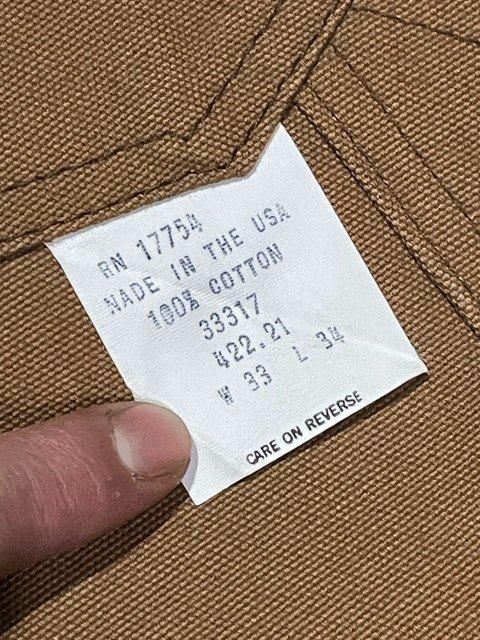 RN 17754
MADE IN THE USA
100% COTTON
33317
422.21
W 33 L 34
CARE ON REVERSE